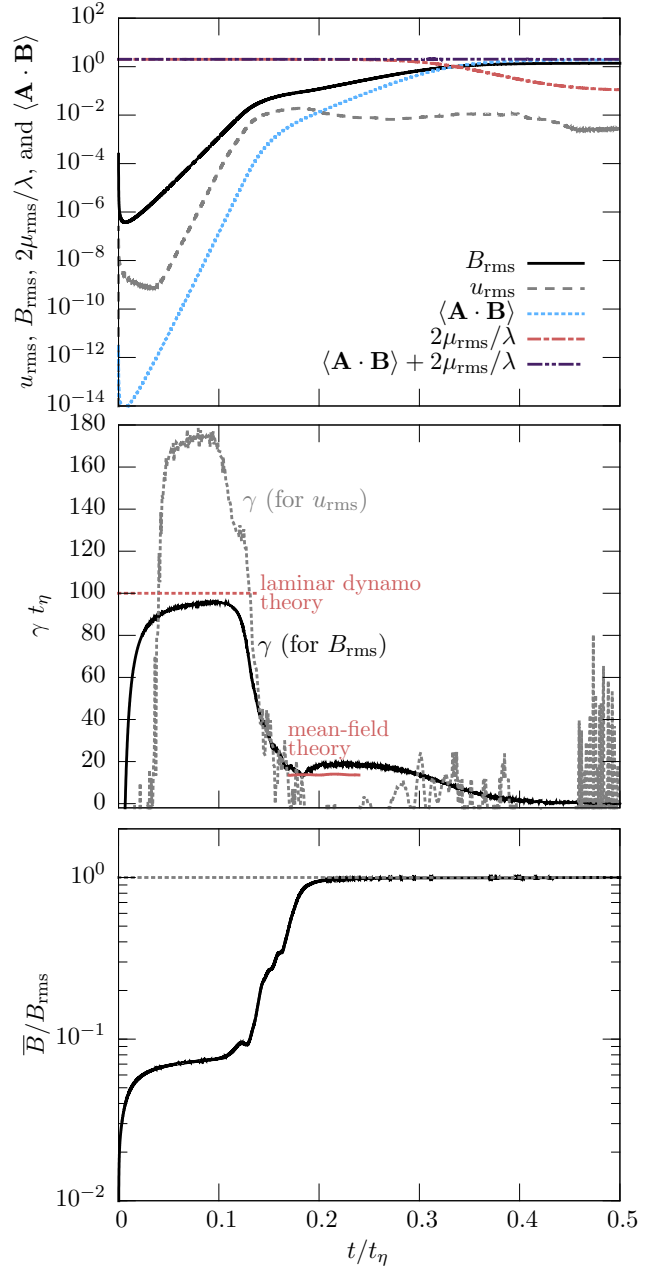 u_rms, B_rms, 2μ_rms/λ, and ⟨A · B⟩
10^0
10^−2
10^−4
10^−6
10^−8
10^−10
10^−12
10^−14
B_rms
u_rms
⟨A · B⟩
2μ_rms/λ
⟨A · B⟩ + 2μ_rms/λ
γ t_η
180
160
140
120
100
80
60
40
20
0
γ (for u_rms)
laminar dynamo
theory
γ (for B_rms)
mean-field
theory
B̅/B_rms
10^0
10^−1
10^−2
0 0.1 0.2 0.3 0.4 0.5
t/t_η